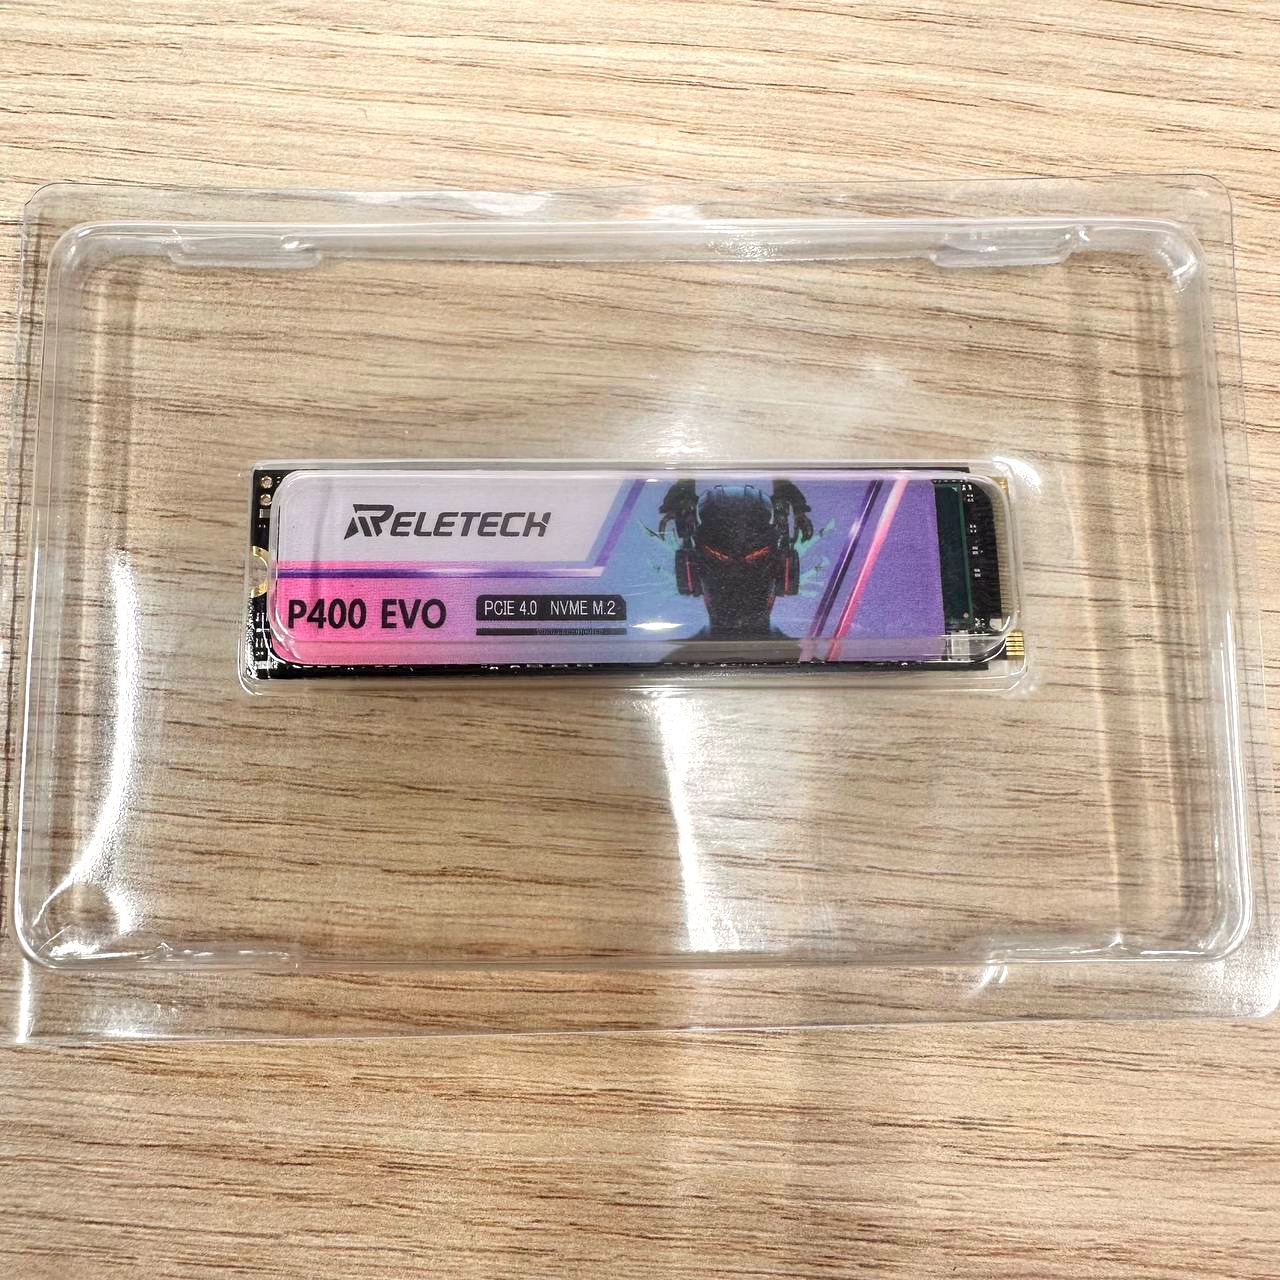 RELETECH
P400 EVO
PCIE 4.0 NVME M.2